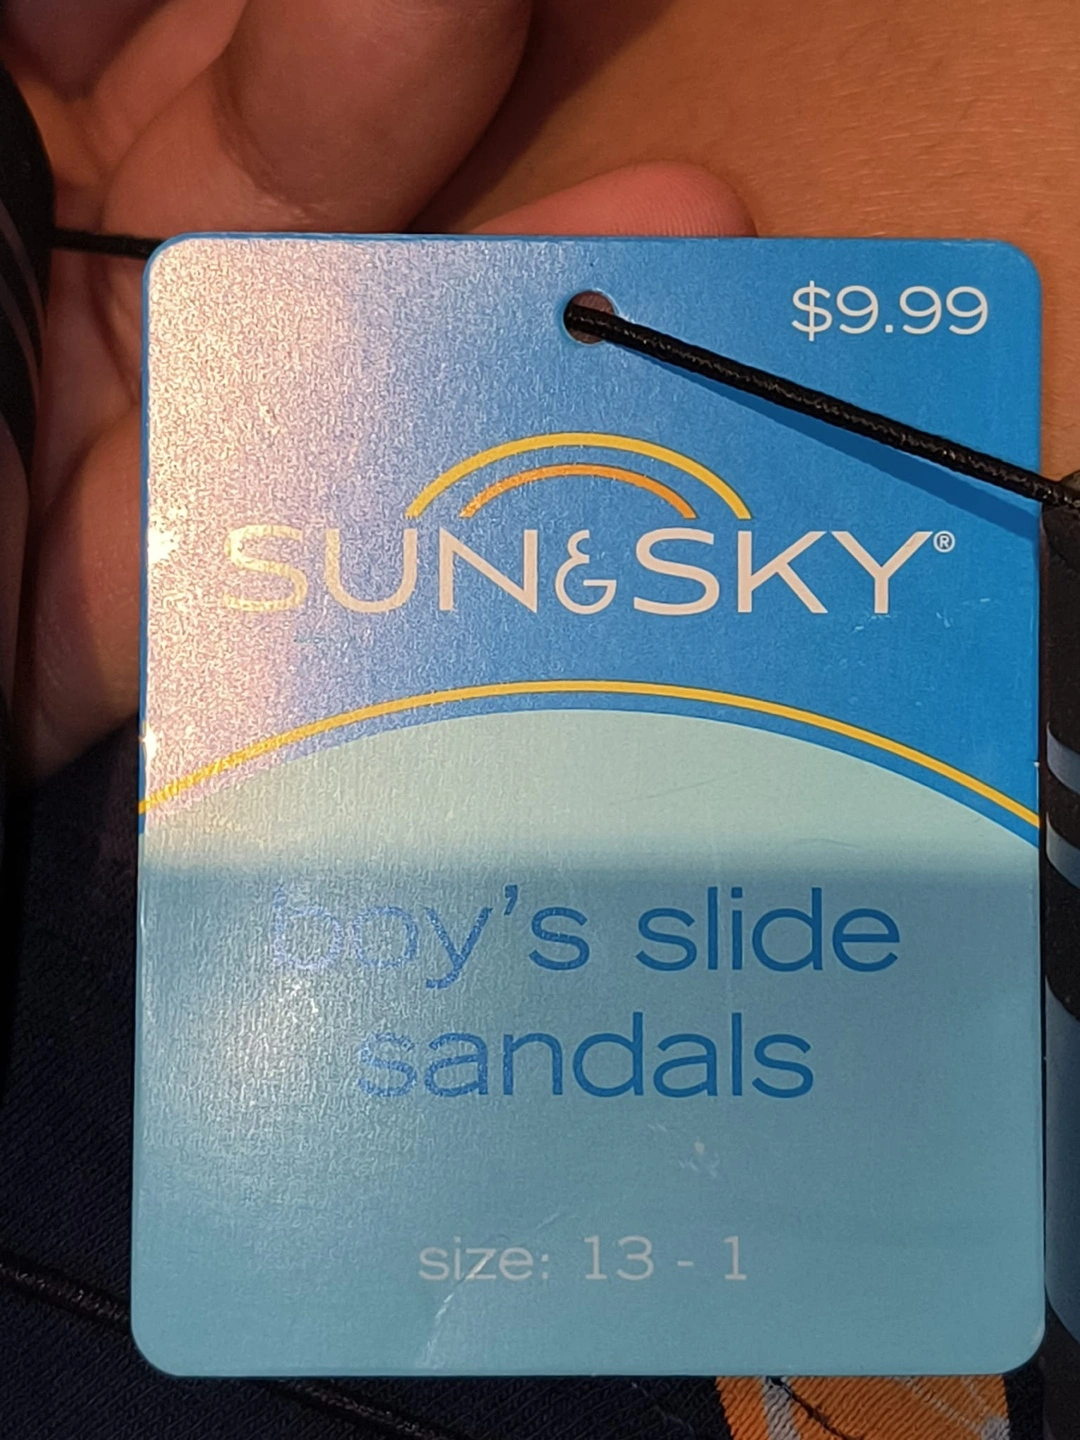 $9.99
SUN&SKY®
boy's slide
sandals
size: 13 - 1